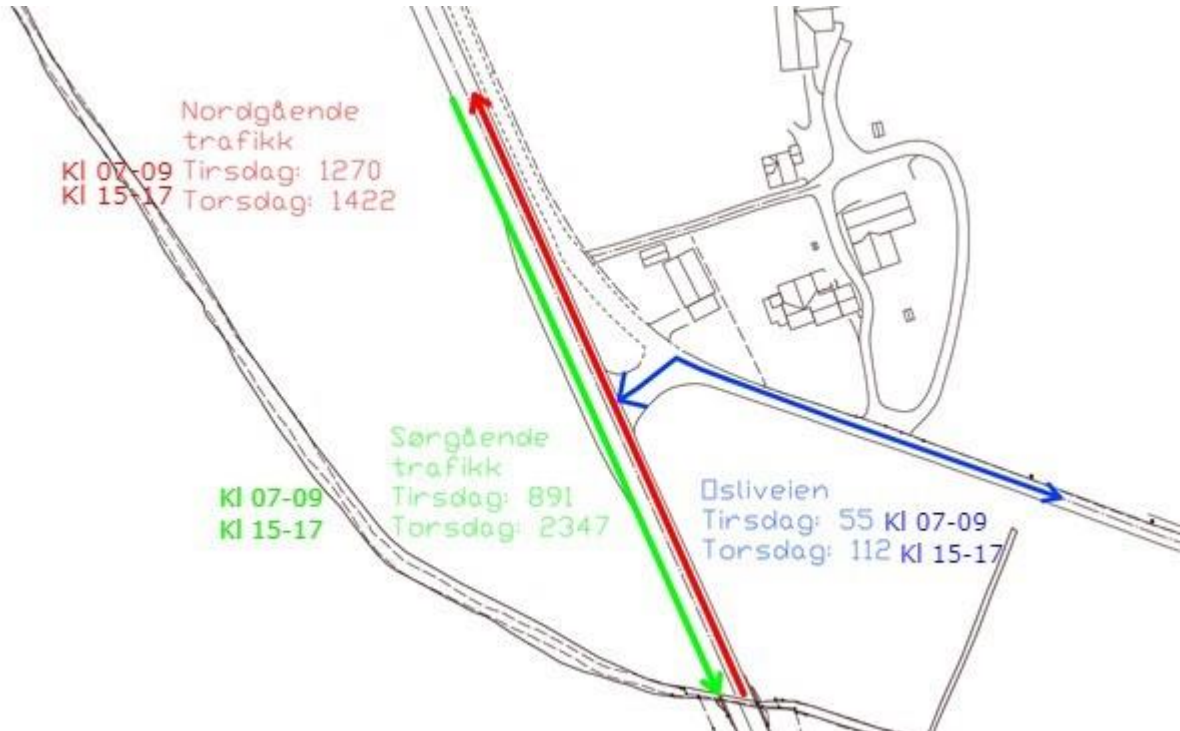 Nordgående
trafikk
Kl 07-09 Tirsdag: 1270
Kl 15-17 Torsdag: 1422
Sørgående
trafikk
Kl 07-09 Tirsdag: 891
Kl 15-17 Torsdag: 2347
Osliveien
Tirsdag: 55 Kl 07-09
Torsdag: 112 Kl 15-17